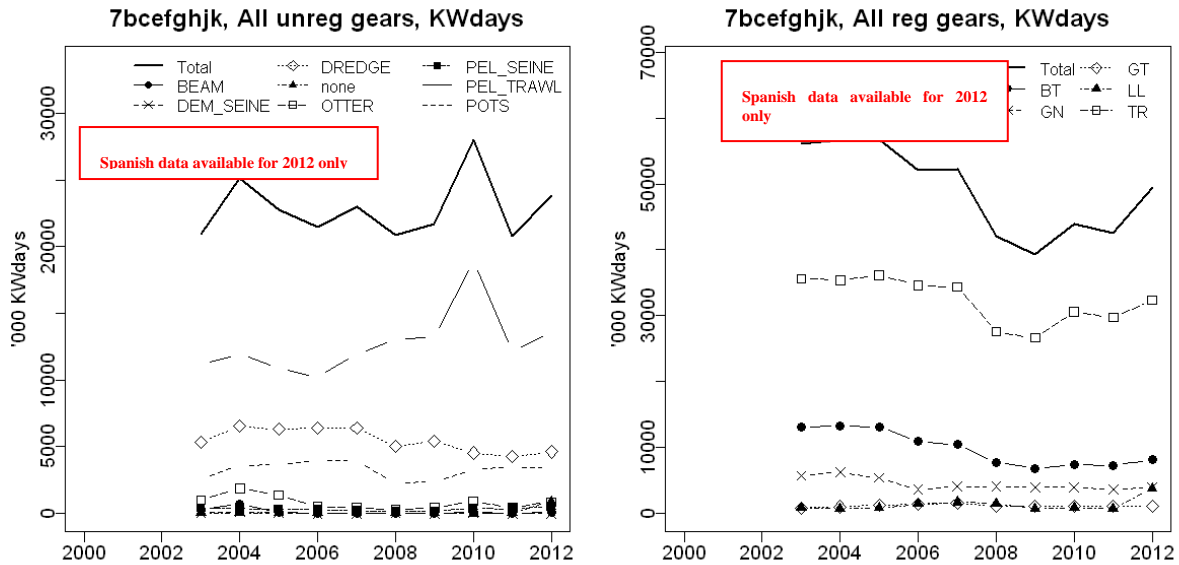 7bcefghjk, All unreg gears, KWdays
Total
DREDGE
PEL_SEINE
BEAM
none
PEL_TRAWL
DEM_SEINE
OTTER
POTS
Spanish data available for 2012 only
'000 KWdays
30000
20000
10000
5000
0
2000 2002 2004 2006 2008 2010 2012
7bcefghjk, All reg gears, KWdays
Total
GT
BT
LL
GN
TR
Spanish data available for 2012
only
'000 KWdays
70000
50000
30000
10000
0
2000 2002 2004 2006 2008 2010 2012